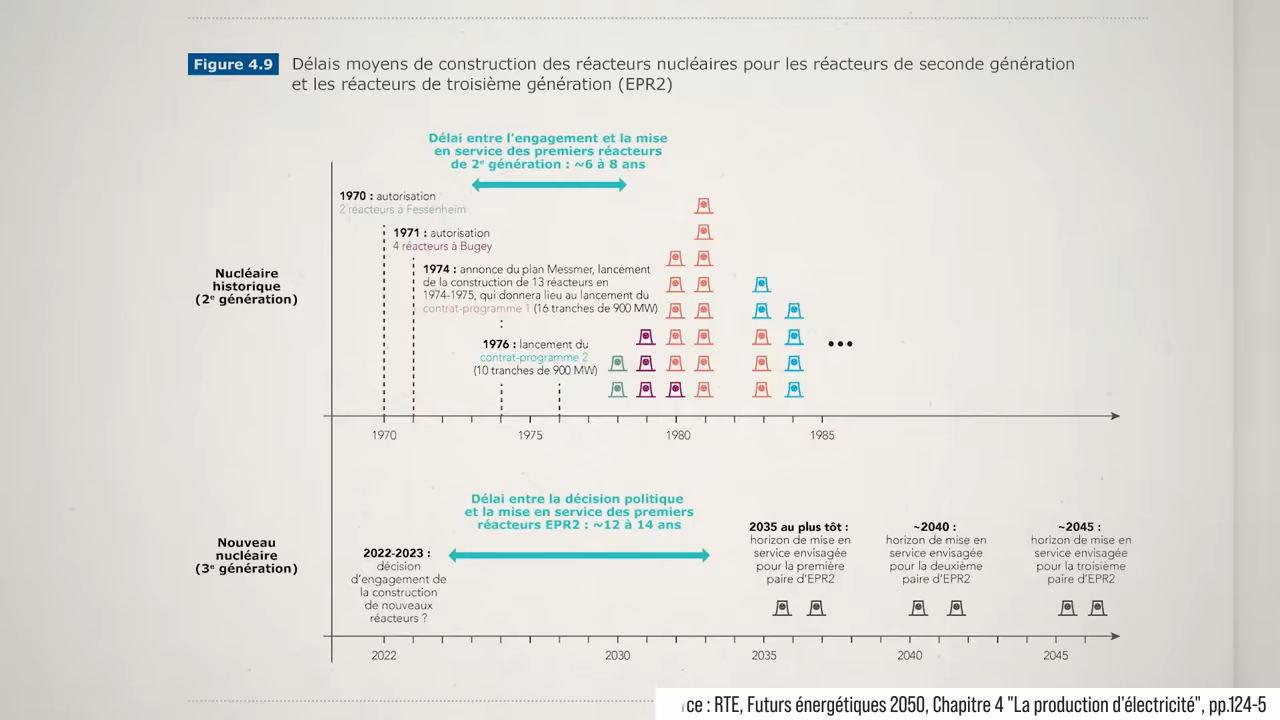 Figure 4.9
Délais moyens de construction des réacteurs nucléaires pour les réacteurs de seconde génération
et les réacteurs de troisième génération (EPR2)
Délai entre l'engagement et la mise
en service des premiers réacteurs
de 2e génération : ~6 à 8 ans
1970 : autorisation
2 réacteurs à Fessenheim
1971 : autorisation
4 réacteurs à Bugey
1974 : annonce du plan Messmer, lancement
de la construction de 13 réacteurs en
1974-1975, qui donnera lieu au lancement du
contrat-programme 1 (16 tranches de 900 MW)
1976 : lancement du
contrat-programme 2
(10 tranches de 900 MW)
Nucléaire
historique
(2e génération)
...
1970
1975
1980
1985
Délai entre la décision politique
et la mise en service des premiers
réacteurs EPR2 : ~12 à 14 ans
Nouveau
nucléaire
(3e génération)
2022-2023 :
décision
d'engagement de
la construction
de nouveaux
réacteurs ?
2035 au plus tôt :
horizon de mise en
service envisagée
pour la première
paire d'EPR2
~2040 :
horizon de mise en
service envisagée
pour la deuxième
paire d'EPR2
~2045 :
horizon de mise en
service envisagée
pour la troisième
paire d'EPR2
2022
2030
2035
2040
2045
ce : RTE, Futurs énergétiques 2050, Chapitre 4 "La production d'électricité", pp.124-5